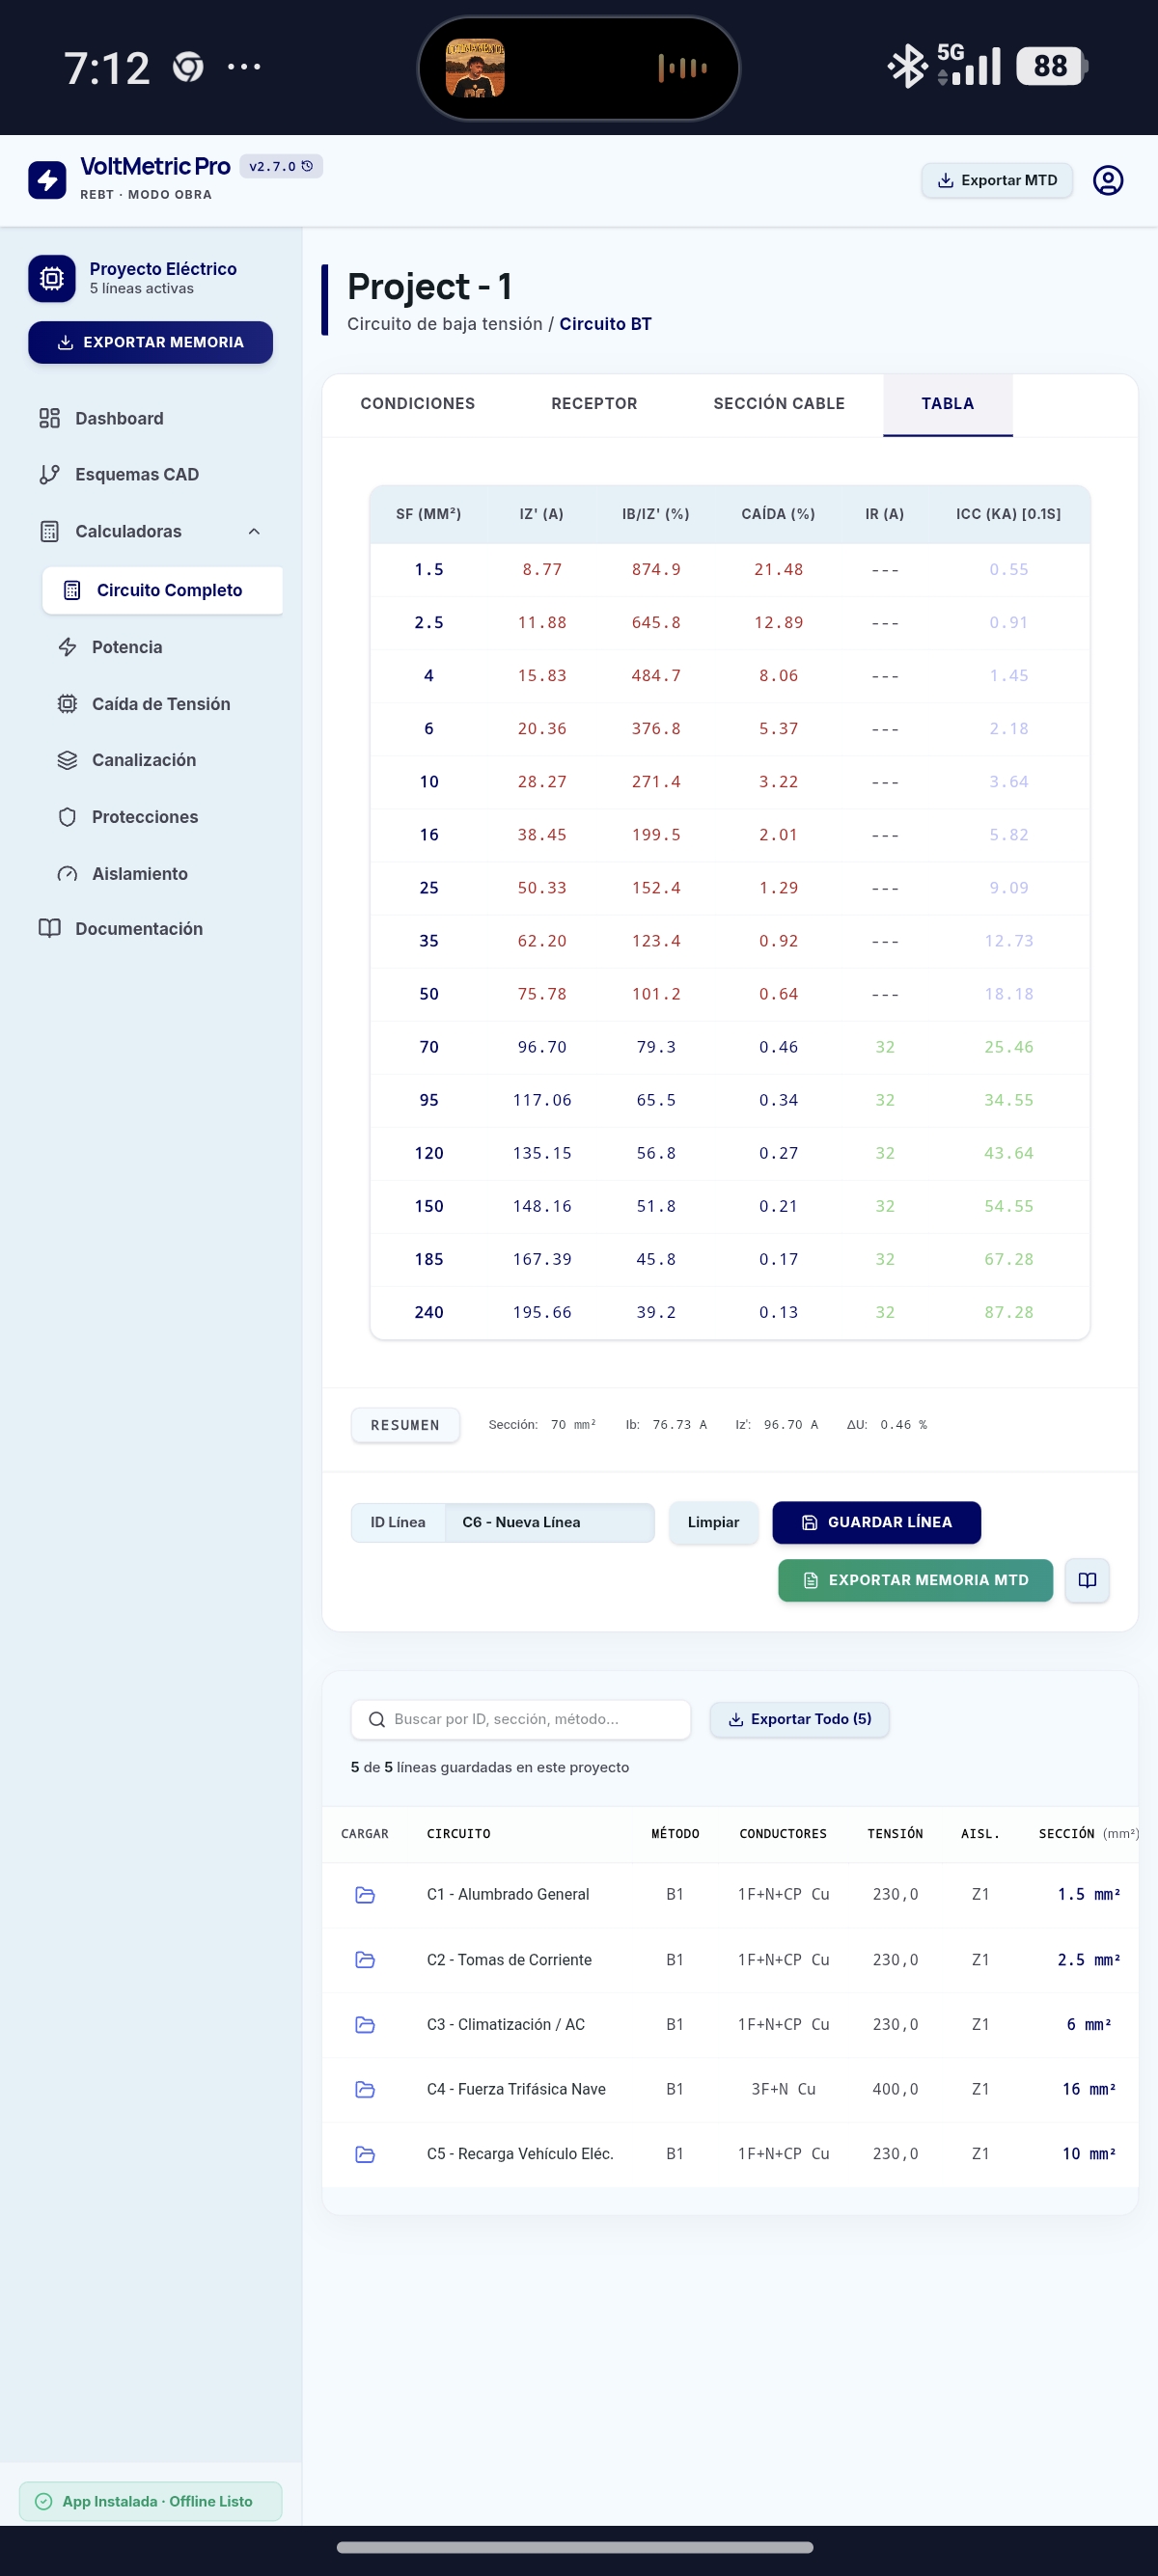 7:12
5G
88
VoltMetric Pro v2.7.0
REBT · MODO OBRA
Exportar MTD
Proyecto Eléctrico
5 líneas activas
EXPORTAR MEMORIA
Dashboard
Esquemas CAD
Calculadoras
Circuito Completo
Potencia
Caída de Tensión
Canalización
Protecciones
Aislamiento
Documentación
App Instalada · Offline Listo
Project - 1
Circuito de baja tensión / Circuito BT
CONDICIONES RECEPTOR SECCIÓN CABLE TABLA
SF (MM²) IZ' (A) IB/IZ' (%) CAÍDA (%) IR (A) ICC (KA) [0.1S]
1.5 8.77 874.9 21.48 --- 0.55
2.5 11.88 645.8 12.89 --- 0.91
4 15.83 484.7 8.06 --- 1.45
6 20.36 376.8 5.37 --- 2.18
10 28.27 271.4 3.22 --- 3.64
16 38.45 199.5 2.01 --- 5.82
25 50.33 152.4 1.29 --- 9.09
35 62.20 123.4 0.92 --- 12.73
50 75.78 101.2 0.64 --- 18.18
70 96.70 79.3 0.46 32 25.46
95 117.06 65.5 0.34 32 34.55
120 135.15 56.8 0.27 32 43.64
150 148.16 51.8 0.21 32 54.55
185 167.39 45.8 0.17 32 67.28
240 195.66 39.2 0.13 32 87.28
RESUMEN Sección: 70 mm² Ib: 76.73 A Iz': 96.70 A ΔU: 0.46 %
ID Línea C6 - Nueva Línea Limpiar GUARDAR LÍNEA
EXPORTAR MEMORIA MTD
Buscar por ID, sección, método... Exportar Todo (5)
5 de 5 líneas guardadas en este proyecto
CARGAR CIRCUITO MÉTODO CONDUCTORES TENSIÓN AISL. SECCIÓN (mm²)
C1 - Alumbrado General B1 1F+N+CP Cu 230,0 Z1 1.5 mm²
C2 - Tomas de Corriente B1 1F+N+CP Cu 230,0 Z1 2.5 mm²
C3 - Climatización / AC B1 1F+N+CP Cu 230,0 Z1 6 mm²
C4 - Fuerza Trifásica Nave B1 3F+N Cu 400,0 Z1 16 mm²
C5 - Recarga Vehículo Eléc. B1 1F+N+CP Cu 230,0 Z1 10 mm²